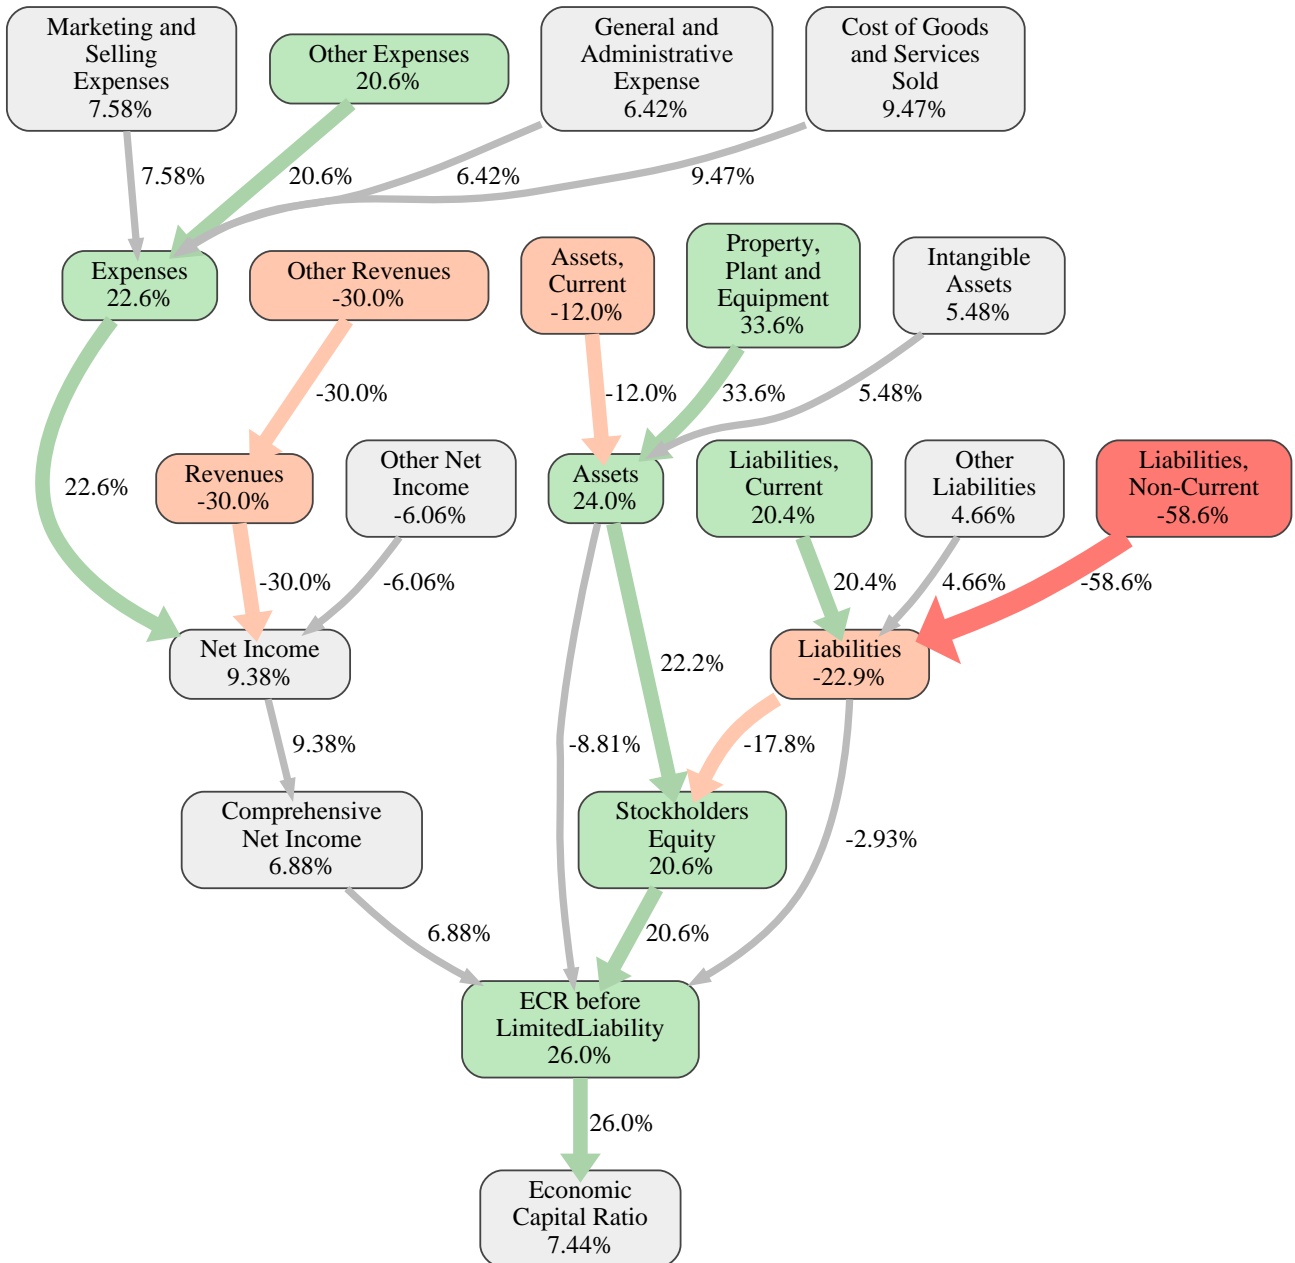 Marketing and
Selling
Expenses
7.58%
Other Expenses
20.6%
General and
Administrative
Expense
6.42%
Cost of Goods
and Services
Sold
9.47%
7.58%
20.6%
6.42%
9.47%
Expenses
22.6%
Other Revenues
-30.0%
Assets,
Current
-12.0%
Property,
Plant and
Equipment
33.6%
Intangible
Assets
5.48%
-30.0%
-12.0%
33.6%
5.48%
22.6%
Revenues
-30.0%
Other Net
Income
-6.06%
Assets
24.0%
Liabilities,
Current
20.4%
Other
Liabilities
4.66%
Liabilities,
Non-Current
-58.6%
-30.0%
-6.06%
20.4%
4.66%
-58.6%
Net Income
9.38%
22.2%
Liabilities
-22.9%
9.38%
-8.81%
-17.8%
Comprehensive
Net Income
6.88%
Stockholders
Equity
20.6%
-2.93%
6.88%
20.6%
ECR before
LimitedLiability
26.0%
26.0%
Economic
Capital Ratio
7.44%